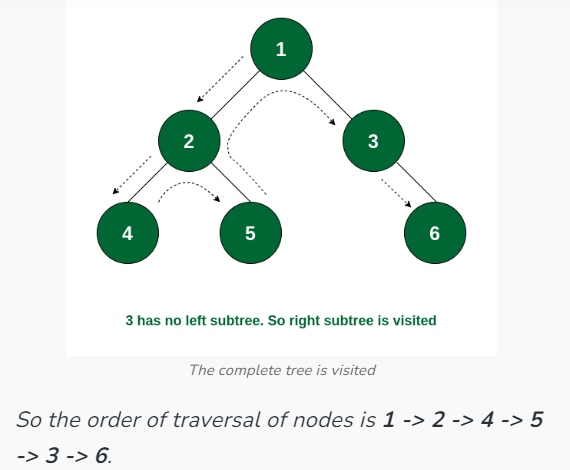 1
2
3
4
5
6
3 has no left subtree. So right subtree is visited
The complete tree is visited
So the order of traversal of nodes is 1 -> 2 -> 4 -> 5
-> 3 -> 6.